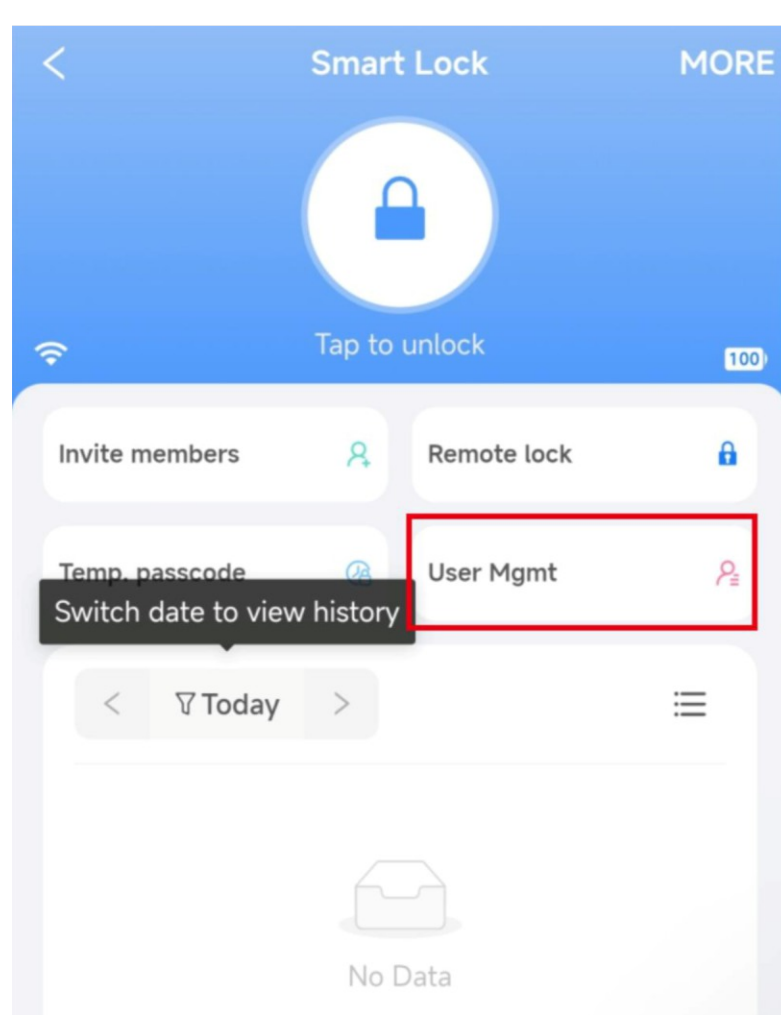 Smart Lock
MORE
Tap to unlock
100
Invite members
Remote lock
Temp. passcode
User Mgmt
Switch date to view history
Today
No Data